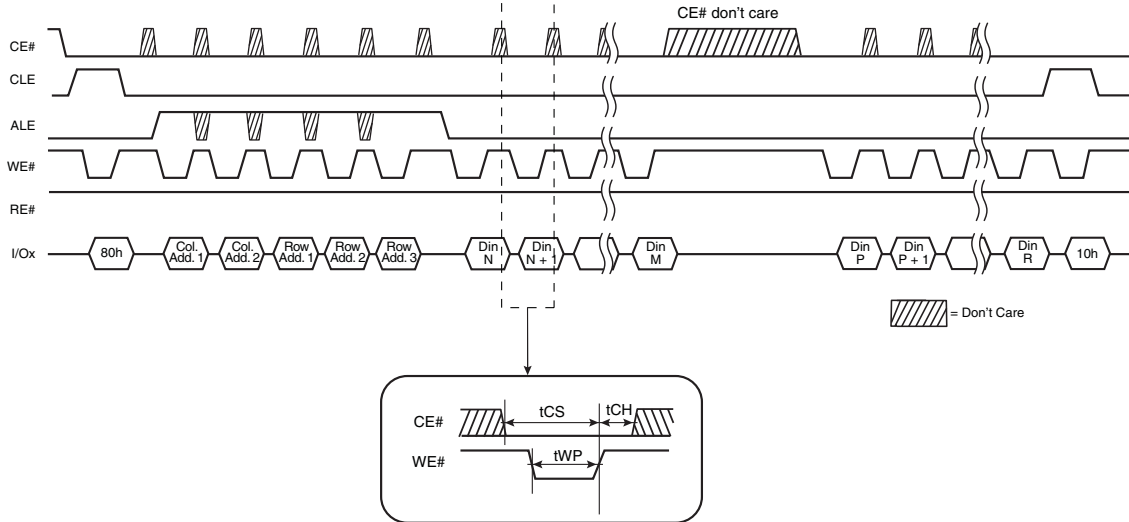 CE# don't care
CE#
CLE
ALE
WE#
RE#
I/Ox
80h
Col. Add. 1
Col. Add. 2
Row Add. 1
Row Add. 2
Row Add. 3
Din N
Din N + 1
Din M
Din P
Din P + 1
Din R
10h
= Don't Care
CE#
tCS
tCH
WE#
tWP